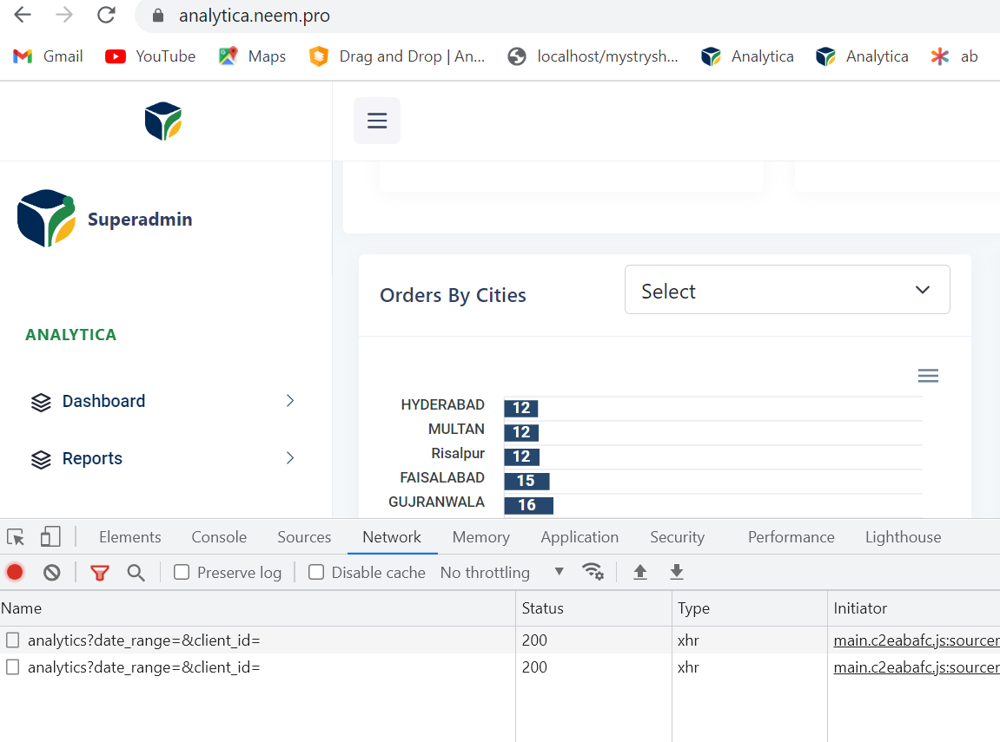 analytica.neem.pro
Gmail YouTube Maps Drag and Drop | An... localhost/mystrysh... Analytica Analytica ab
Superadmin
ANALYTICA
Dashboard
Reports
Orders By Cities Select
HYDERABAD 12
MULTAN 12
Risalpur 12
FAISALABAD 15
GUJRANWALA 16
Elements Console Sources Network Memory Application Security Performance Lighthouse
Preserve log Disable cache No throttling
Name Status Type Initiator
analytics?date_range=&client_id= 200 xhr main.c2eabafc.js:sourcer
analytics?date_range=&client_id= 200 xhr main.c2eabafc.js:sourcer